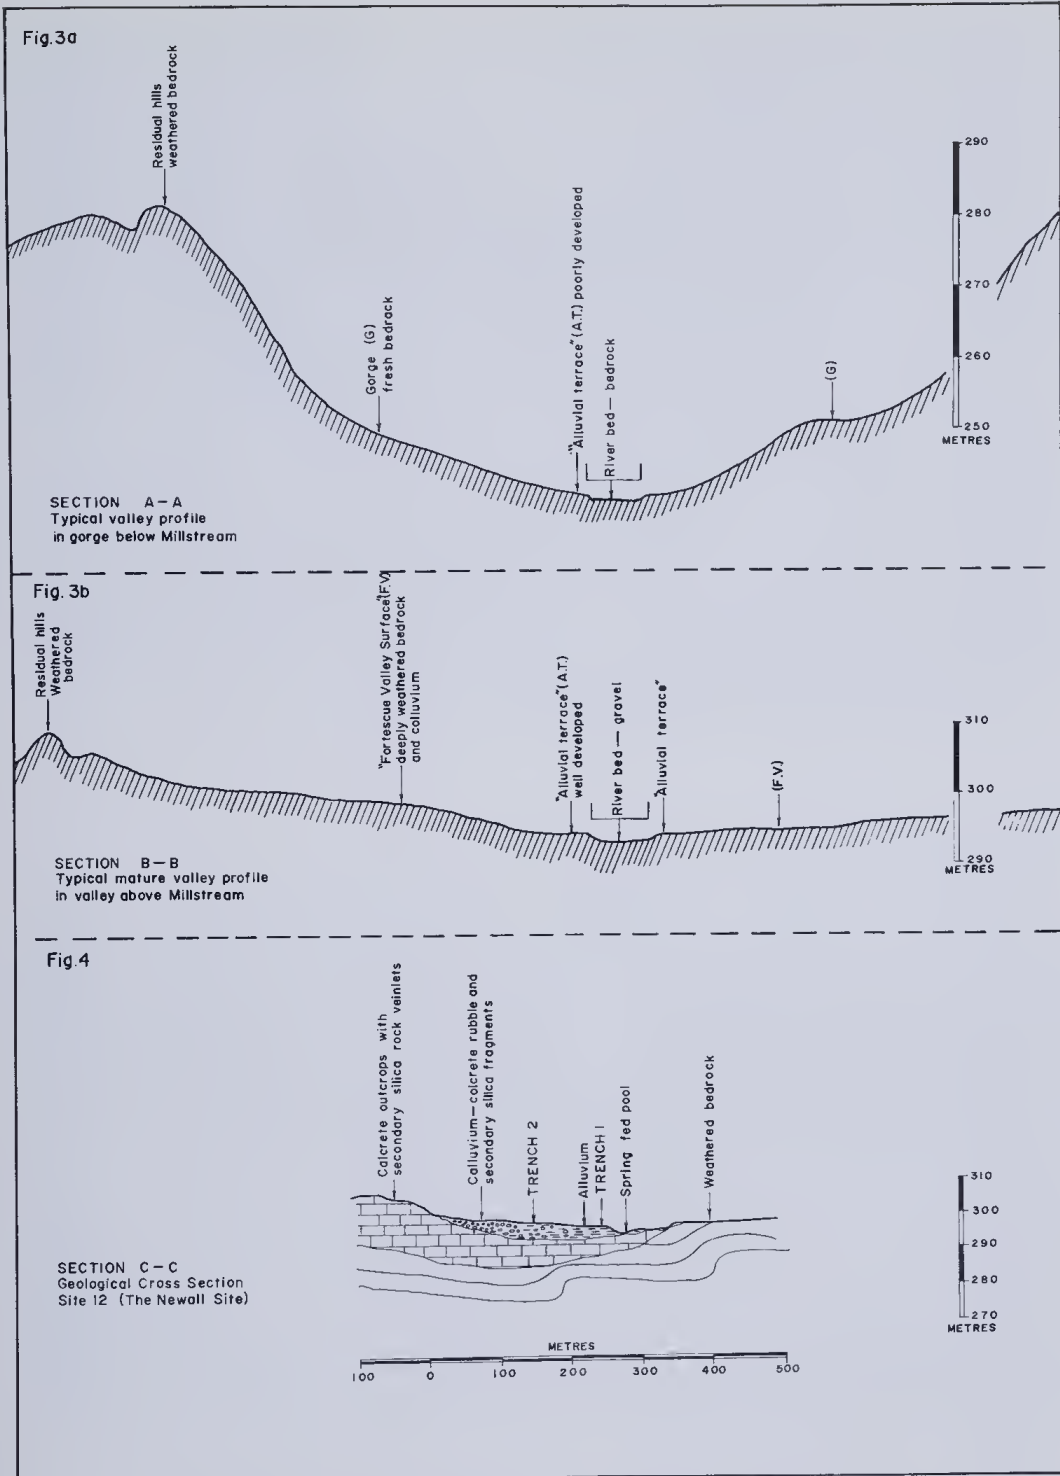 Fig.3a
Residual hills
weathered bedrock
Gorge (G)
fresh bedrack
"Alluvial terrace" (A.T.) poorly developed
River bed — bedrock
(G)
290
280
270
260
250
METRES
SECTION A–A
Typical valley profile
in gorge below Millstream
Fig. 3b
Residual hills
Weathered
bedrock
"Fortescue Valley Surface"(F.V)
deeply weathered bedrock
and colluvium
"Alluvial terrace"(A.T.)
well developed
River bed — gravel
"Alluvial terrace"
(F.V.)
310
300
290
METRES
SECTION B–B
Typical mature valley profile
in valley above Millstream
Fig.4
Calcrete outcrops with
secondary silica rock veinlets
Calluvium—colcrete rubble and
secondary silica fragments
TRENCH 2
Alluvium
TRENCH 1
Spring fed pool
Weathered bedrock
310
300
290
280
270
METRES
SECTION C–C
Geological Cross Section
Site 12 (The Newall Site)
METRES
100 0 100 200 300 400 500